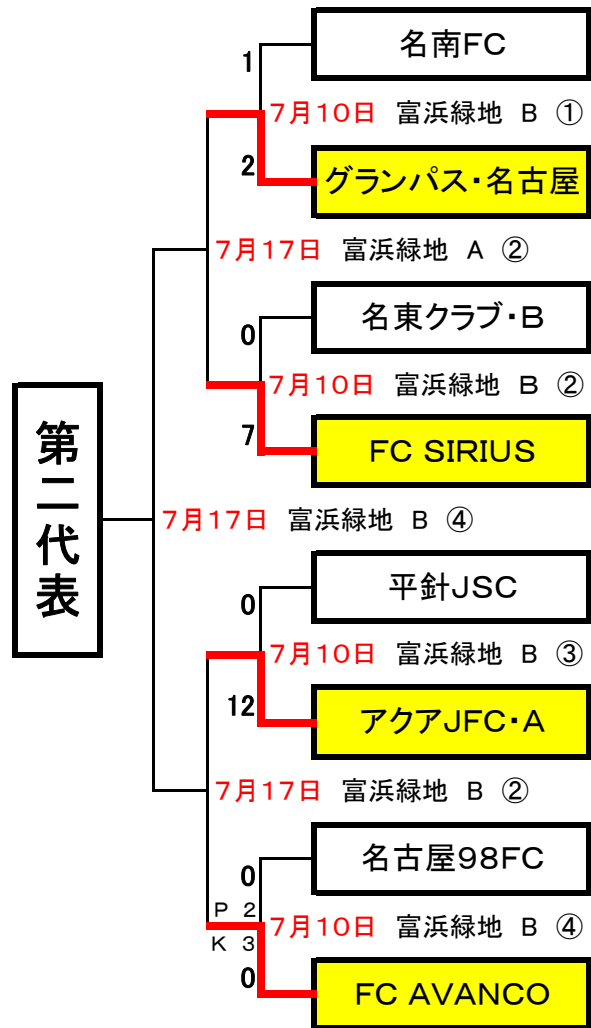 名南FC
1
7月10日 富浜緑地 B ①
2
グランパス・名古屋
7月17日 富浜緑地 A ②
名東クラブ・B
0
7月10日 富浜緑地 B ②
7
FC SIRIUS
第二代表
7月17日 富浜緑地 B ④
平針JSC
0
7月10日 富浜緑地 B ③
12
アクアJFC・A
7月17日 富浜緑地 B ②
名古屋98FC
0
P 2
7月10日 富浜緑地 B ④
K 3
0
FC AVANCO